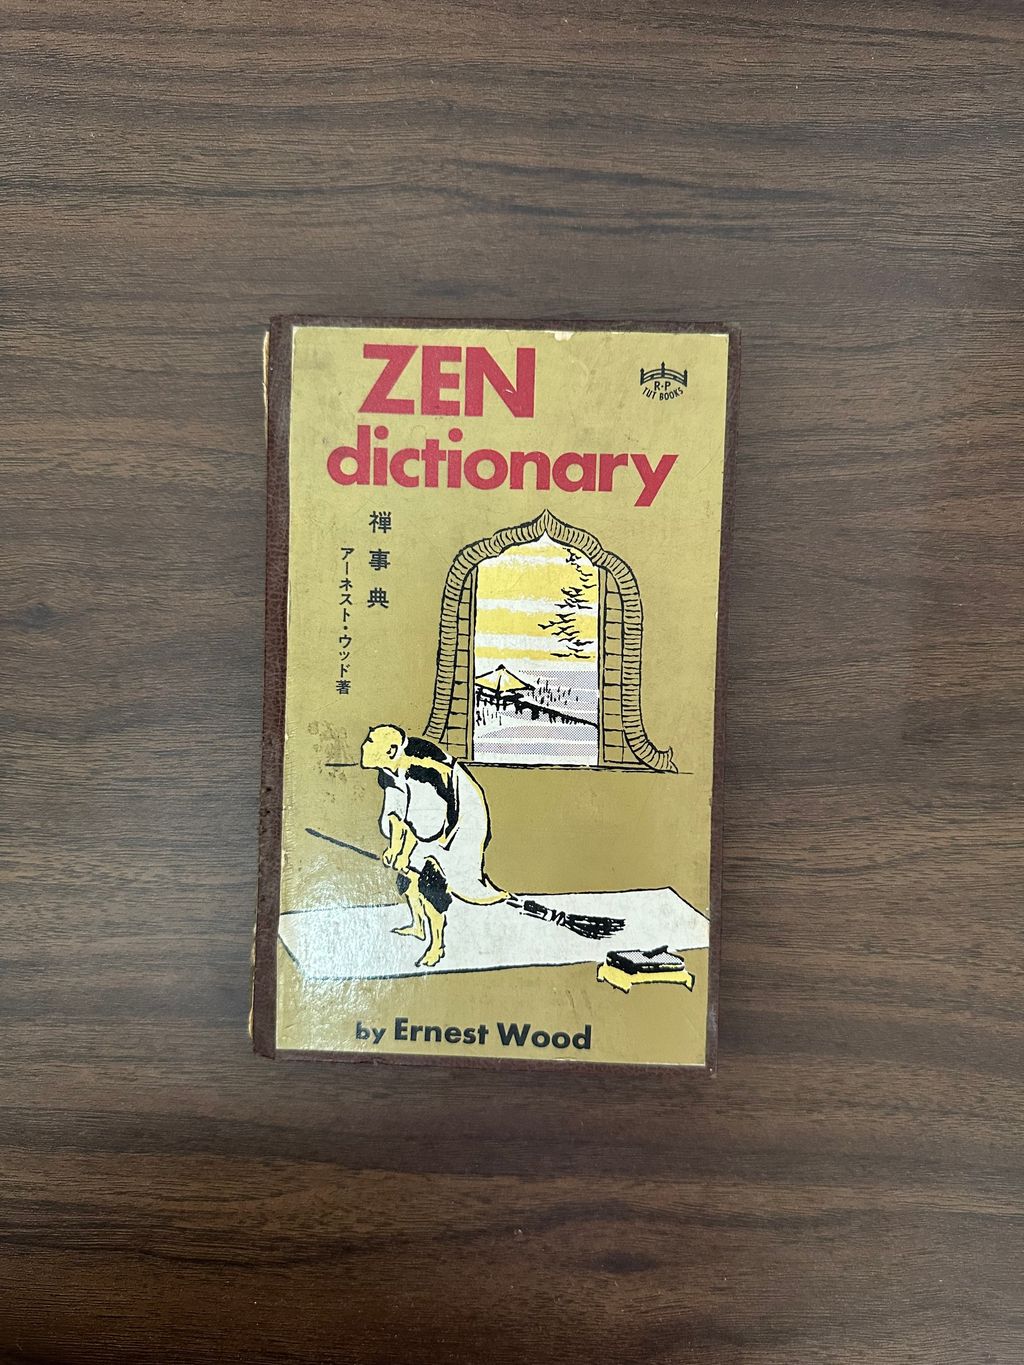 ZEN
dictionary
R·P
TUT BOOKS
禅事典
アーネスト・ウッド著
by Ernest Wood